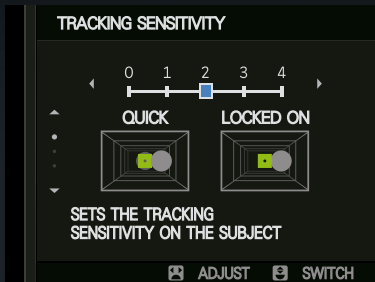 TRACKING SENSITIVITY
0 1 2 3 4
QUICK LOCKED ON
SETS THE TRACKING
SENSITIVITY ON THE SUBJECT
ADJUST SWITCH